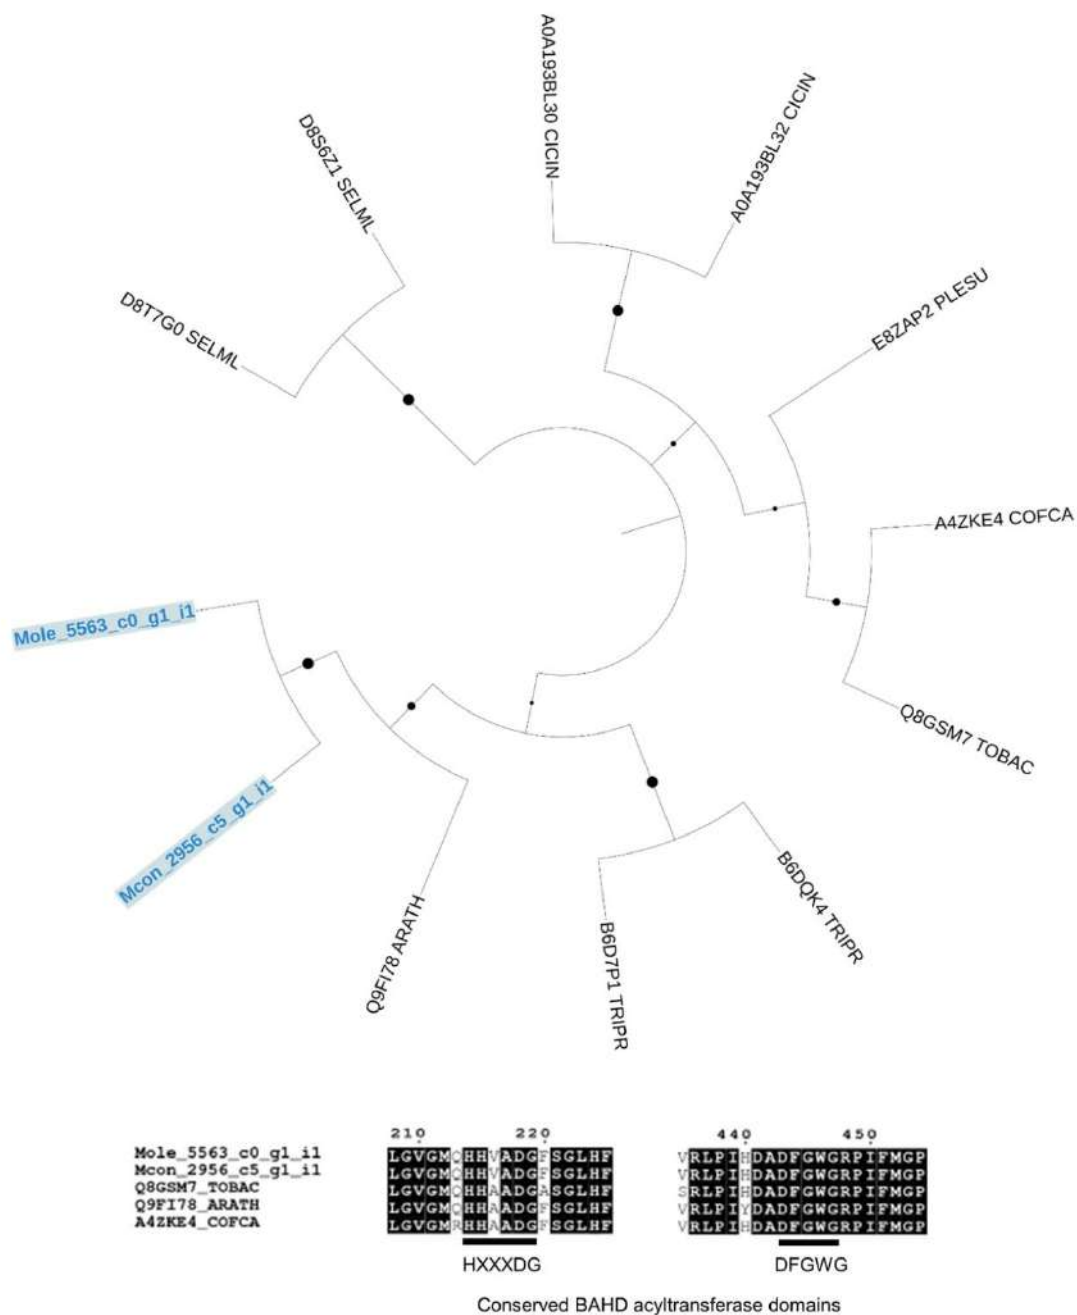 A0A193BL30 CICIN
A0A193BL32 CICIN
D8S6Z1 SELML
D8T7G0 SELML
E8ZAP2 PLESU
A4ZKE4 COFCA
Q8GSM7 TOBAC
B6DQK4 TRIPR
B6D7P1 TRIPR
Q9FI78 ARATH
Mcon_2956_c5_g1_i1
Mole_5563_c0_g1_i1
210 220 440 450
Mole_5563_c0_g1_i1 LGVGMQHHVADGFSGLHF VRLPIHDADFGWGRPIFMGP
Mcon_2956_c5_g1_i1 LGVGMQHHVADGFSGLHF VRLPIHDADFGWGRPIFMGP
Q8GSM7_TOBAC LGVGMQHHAADGASGLHF SRLPIHDADFGWGRPIFMGP
Q9FI78_ARATH LGVGMQHHAADGFSGLHF VRLPIYDADFGWGRPIFMGP
A4ZKE4_COFCA LGVGMRHHAADGFSGLHF VRLPIHDADFGWGRPIFMGP
HXXXDG DFGWG
Conserved BAHD acyltransferase domains